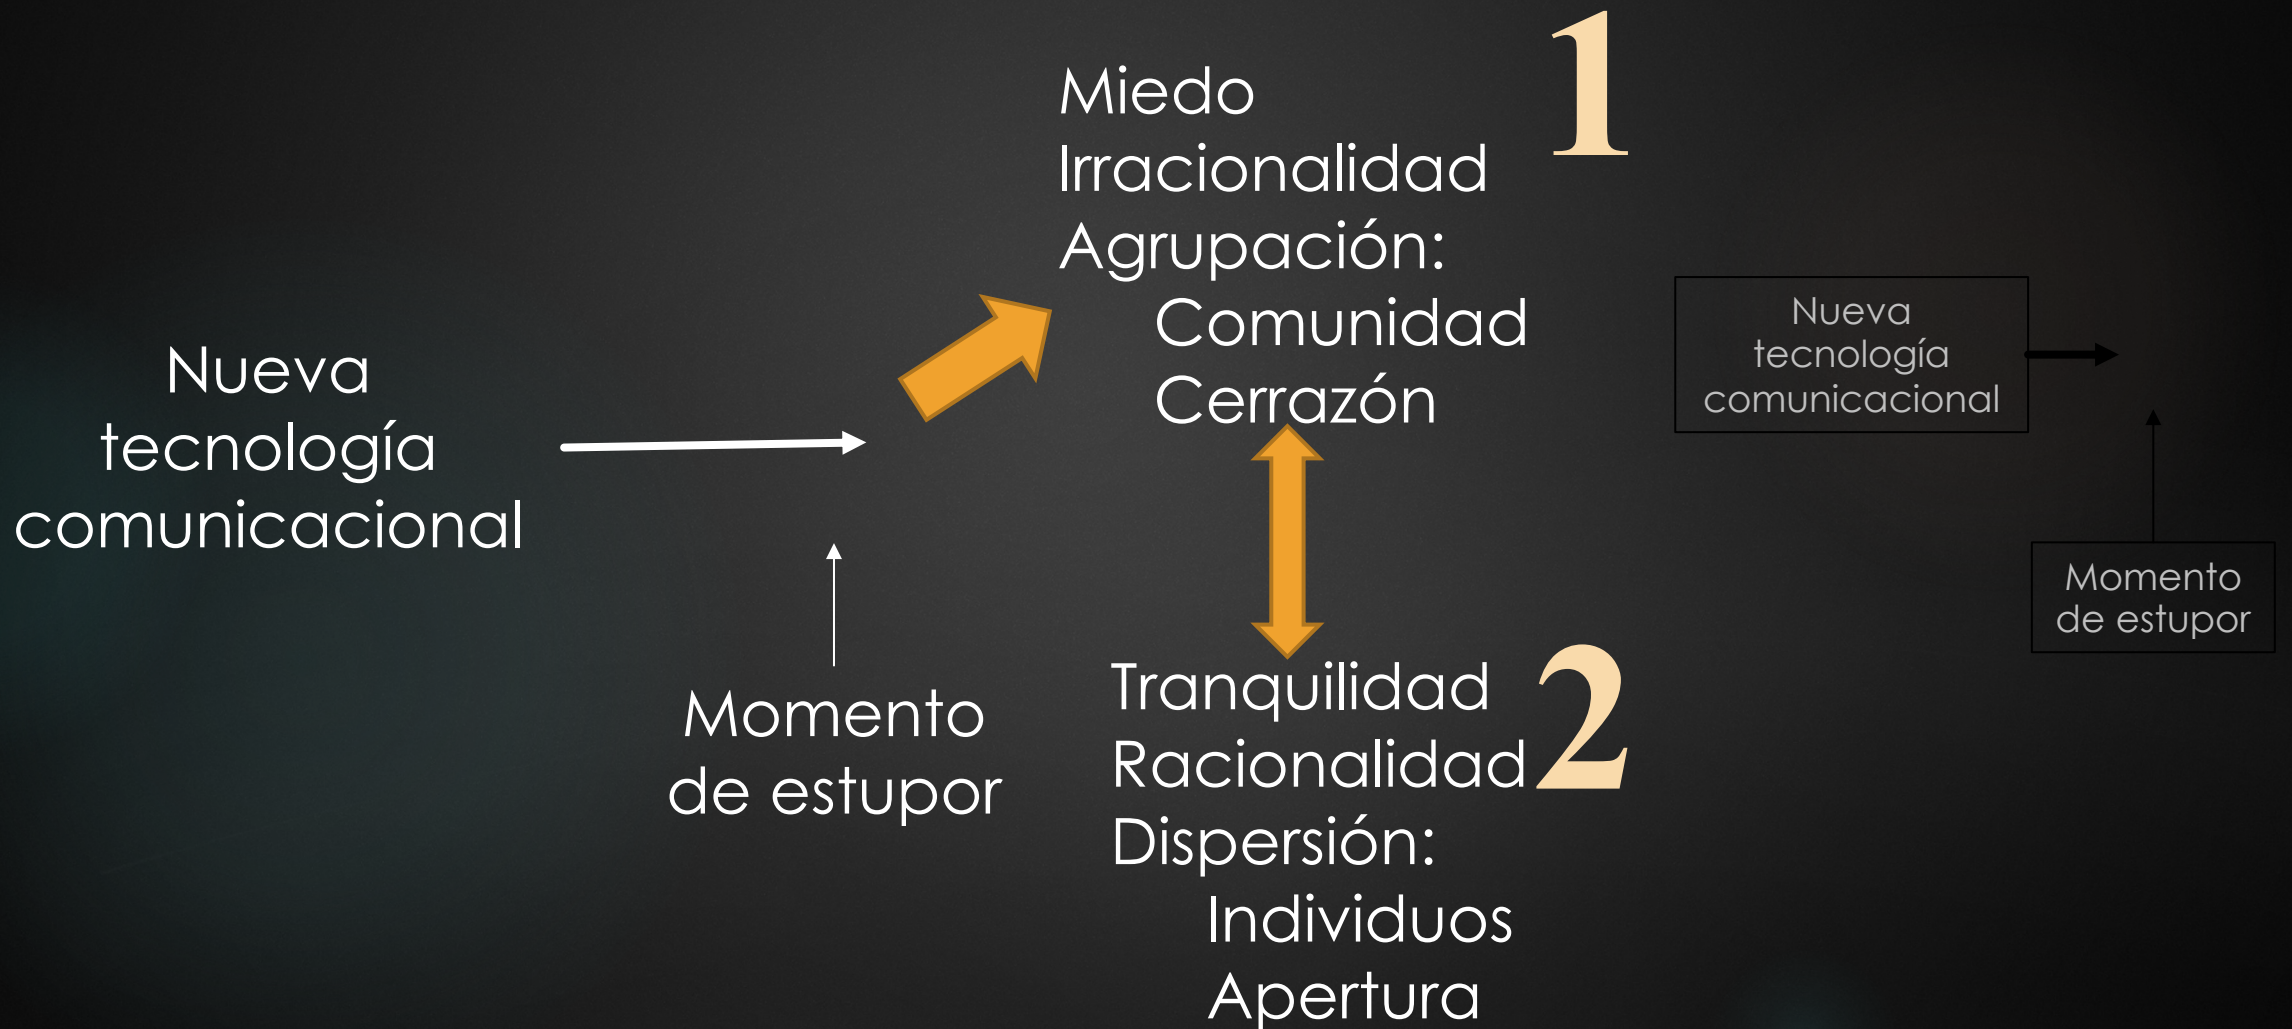 Nueva
tecnología
comunicacional
Momento
de estupor
1
Miedo
Irracionalidad
Agrupación:
Comunidad
Cerrazón
2
Tranquilidad
Racionalidad
Dispersión:
Individuos
Apertura
Nueva
tecnología
comunicacional
Momento
de estupor